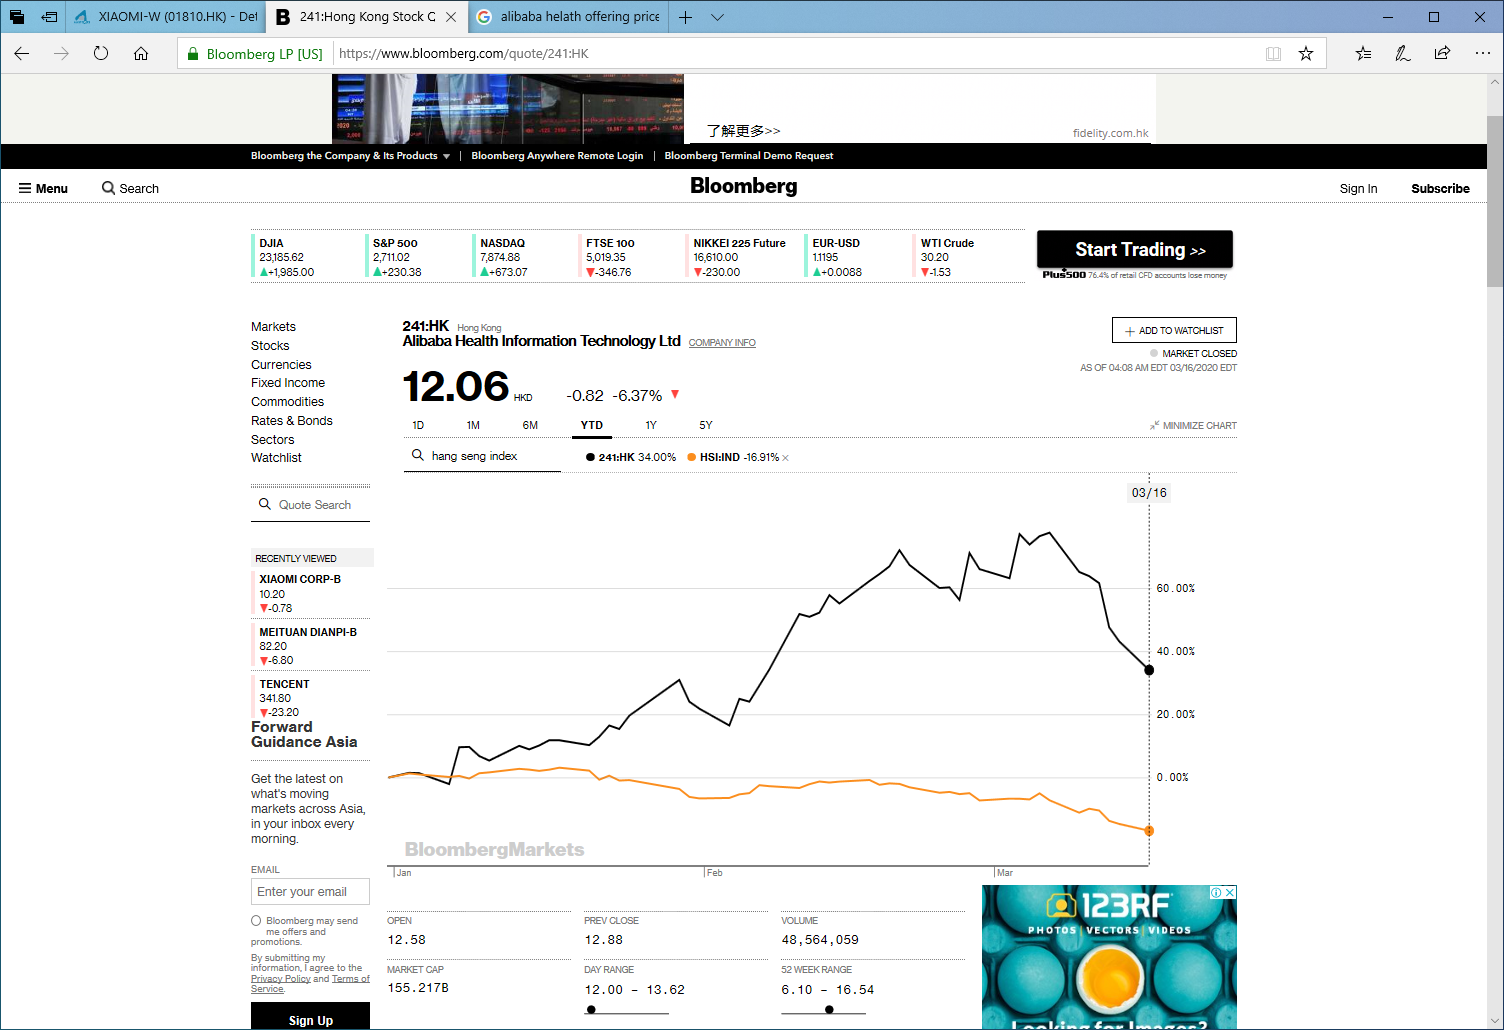 XIAOMI-W (01810.HK) - Det
241:Hong Kong Stock Q
alibaba helath offering price
Bloomberg LP [US]
https://www.bloomberg.com/quote/241:HK
了解更多>>
fidelity.com.hk
Bloomberg the Company & Its Products
Bloomberg Anywhere Remote Login
Bloomberg Terminal Demo Request
Menu
Search
Bloomberg
Sign In
Subscribe
DJIA
23,185.62
+1,985.00
S&P 500
2,711.02
+230.38
NASDAQ
7,874.88
+673.07
FTSE 100
5,019.35
-346.76
NIKKEI 225 Future
16,610.00
-230.00
EUR-USD
1.1195
+0.0088
WTI Crude
30.20
-1.53
Start Trading >>
Plus500 76.4% of retail CFD accounts lose money
Markets
Stocks
Currencies
Fixed Income
Commodities
Rates & Bonds
Sectors
Watchlist
Quote Search
RECENTLY VIEWED
XIAOMI CORP-B
10.20
-0.78
MEITUAN DIANPI-B
82.20
-6.80
TENCENT
341.80
-23.20
Forward
Guidance Asia
Get the latest on
what's moving
markets across Asia,
in your inbox every
morning.
EMAIL
Enter your email
Bloomberg may send
me offers and
promotions.
By submitting my
information, I agree to the
Privacy Policy and Terms of
Service.
Sign Up
241:HK Hong Kong
Alibaba Health Information Technology Ltd COMPANY INFO
+ ADD TO WATCHLIST
MARKET CLOSED
AS OF 04:08 AM EDT 03/16/2020 EDT
12.06 HKD -0.82 -6.37%
1D 1M 6M YTD 1Y 5Y
MINIMIZE CHART
hang seng index
241:HK 34.00% HSI:IND -16.91%
03/16
60.00%
40.00%
20.00%
0.00%
BloombergMarkets
Jan Feb Mar
OPEN
12.58
PREV CLOSE
12.88
VOLUME
48,564,059
MARKET CAP
155.217B
DAY RANGE
12.00 - 13.62
52 WEEK RANGE
6.10 - 16.54
123RF
PHOTOS | VECTORS | VIDEOS
Looking for Images?